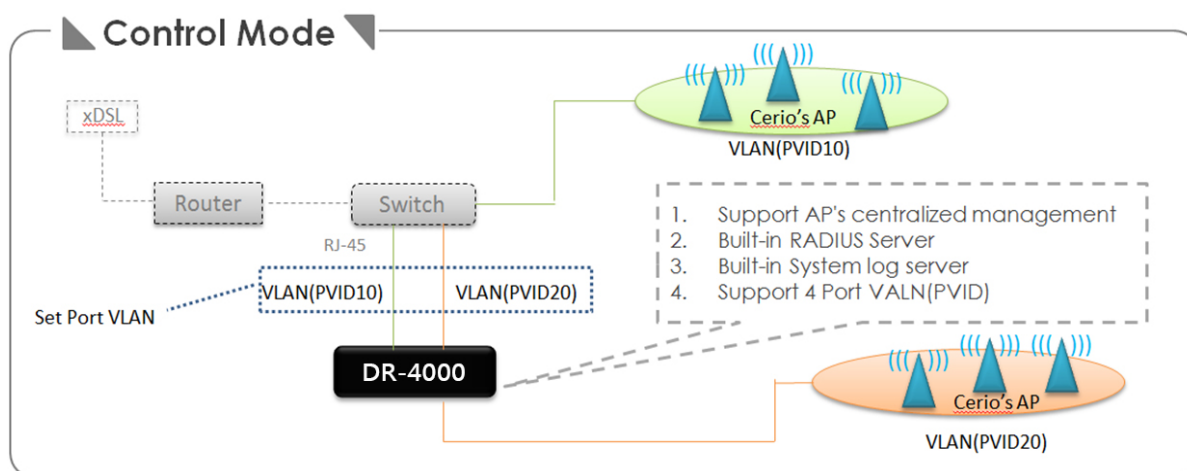 Control Mode
xDSL
Cerio's AP
VLAN(PVID10)
Router
Switch
RJ-45
1. Support AP's centralized management
2. Built-in RADIUS Server
3. Built-in System log server
4. Support 4 Port VALN(PVID)
VLAN(PVID10)
VLAN(PVID20)
Set Port VLAN
DR-4000
Cerio's AP
VLAN(PVID20)